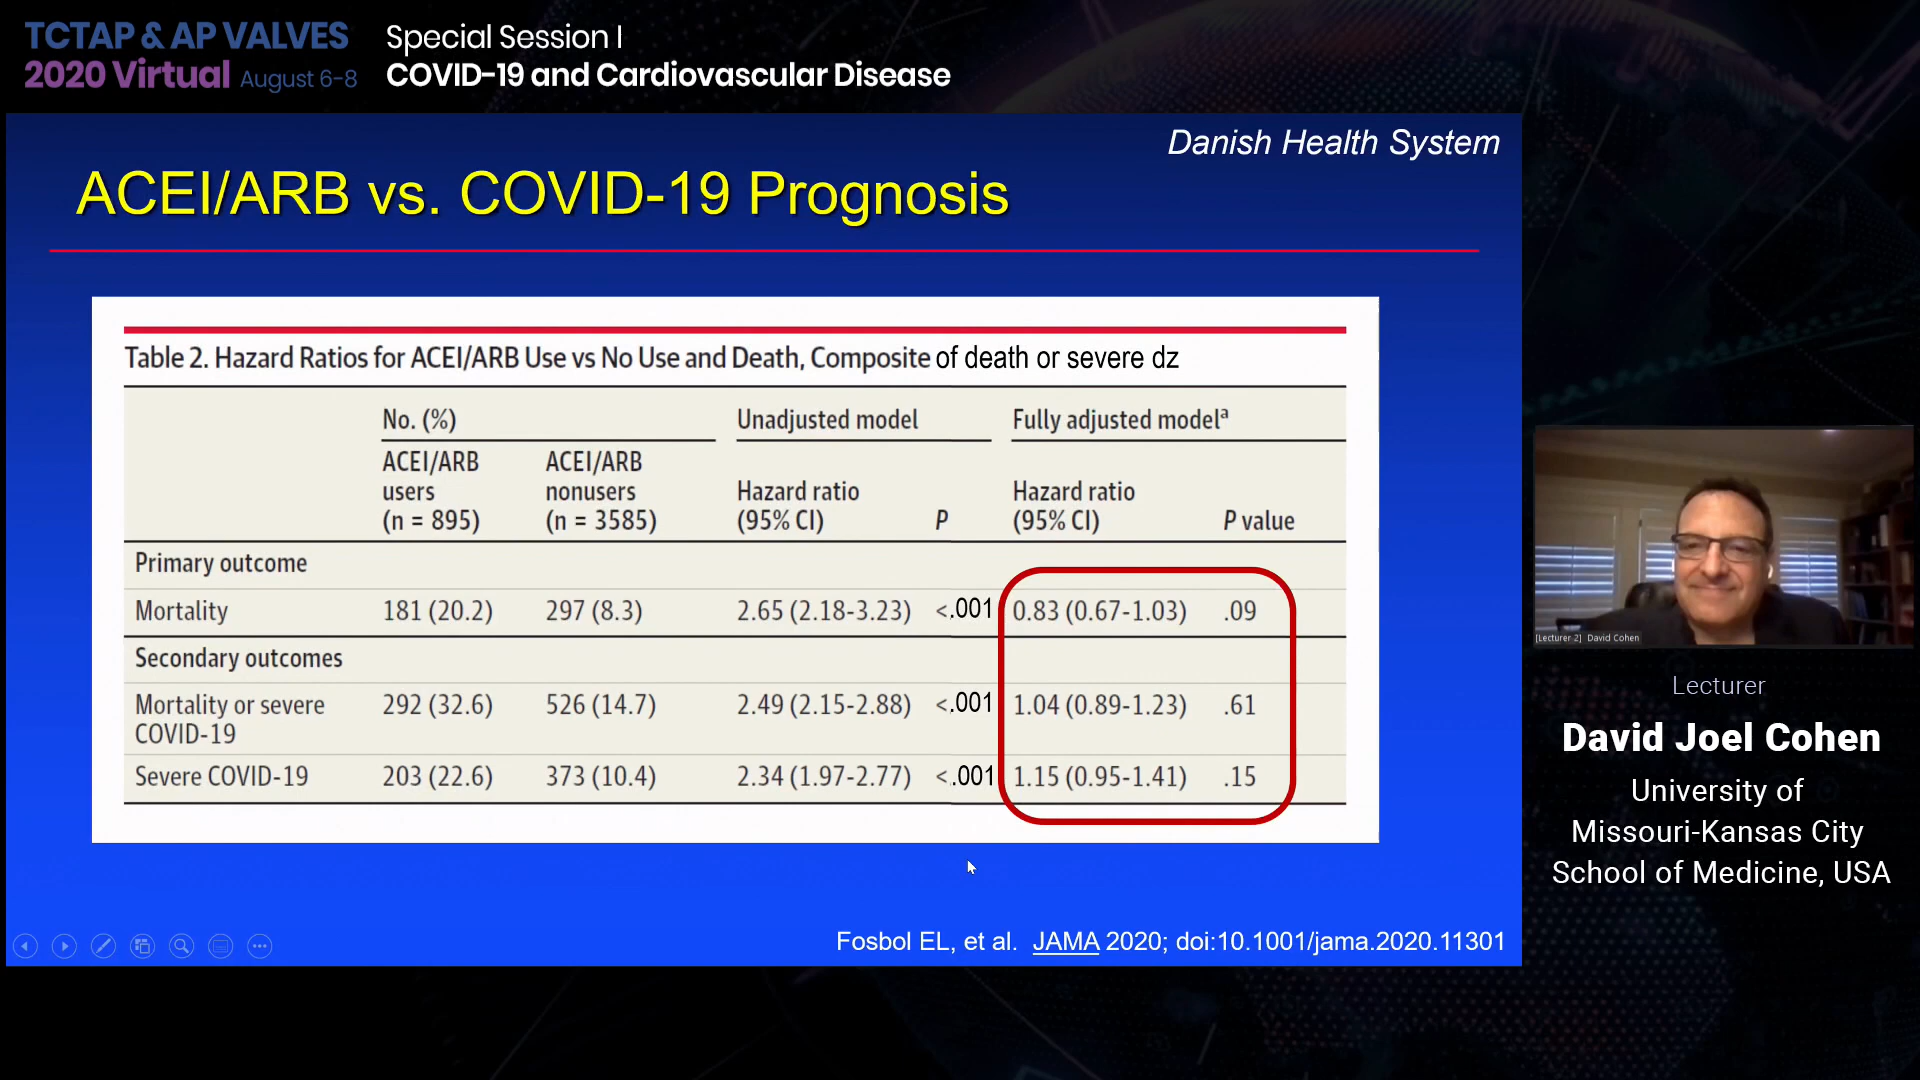 TCTAP & AP VALVES
2020 Virtual August 6-8
Special Session I
COVID-19 and Cardiovascular Disease
Danish Health System
ACEI/ARB vs. COVID-19 Prognosis
Table 2. Hazard Ratios for ACEI/ARB Use vs No Use and Death, Composite of death or severe dz
No. (%) Unadjusted model Fully adjusted modelª
ACEI/ARB users (n = 895) ACEI/ARB nonusers (n = 3585) Hazard ratio (95% CI) P Hazard ratio (95% CI) P value
Primary outcome
Mortality 181 (20.2) 297 (8.3) 2.65 (2.18-3.23) <.001 0.83 (0.67-1.03) .09
Secondary outcomes
Mortality or severe COVID-19 292 (32.6) 526 (14.7) 2.49 (2.15-2.88) <.001 1.04 (0.89-1.23) .61
Severe COVID-19 203 (22.6) 373 (10.4) 2.34 (1.97-2.77) <.001 1.15 (0.95-1.41) .15
Fosbol EL, et al. JAMA 2020; doi:10.1001/jama.2020.11301
[Lecturer 2] David Cohen
Lecturer
David Joel Cohen
University of
Missouri-Kansas City
School of Medicine, USA